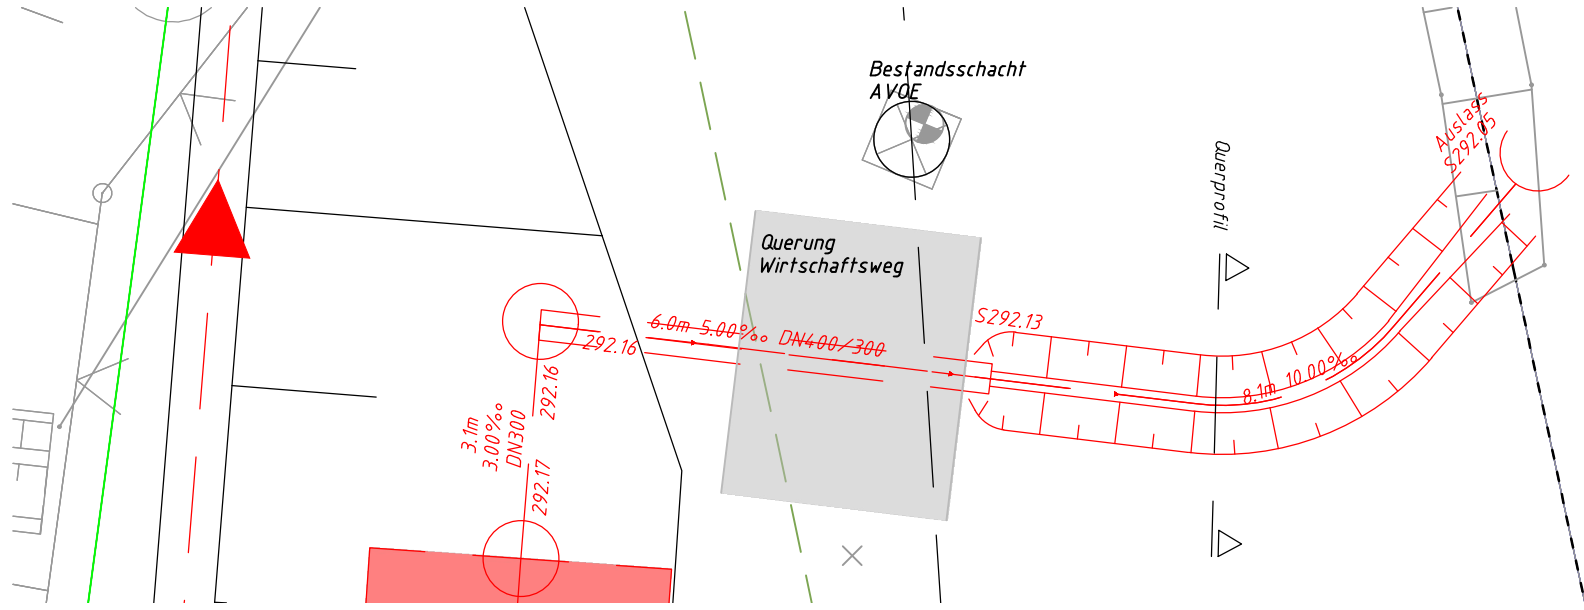 Bestandsschacht
AVOE
Auslass
S292.05
Querprofil
Querung
Wirtschaftsweg
S292.13
6.0m 5.00‰ DN400/300
292.16
292.16
8.1m 10.00‰
3.1m
3.00‰
DN300
292.17